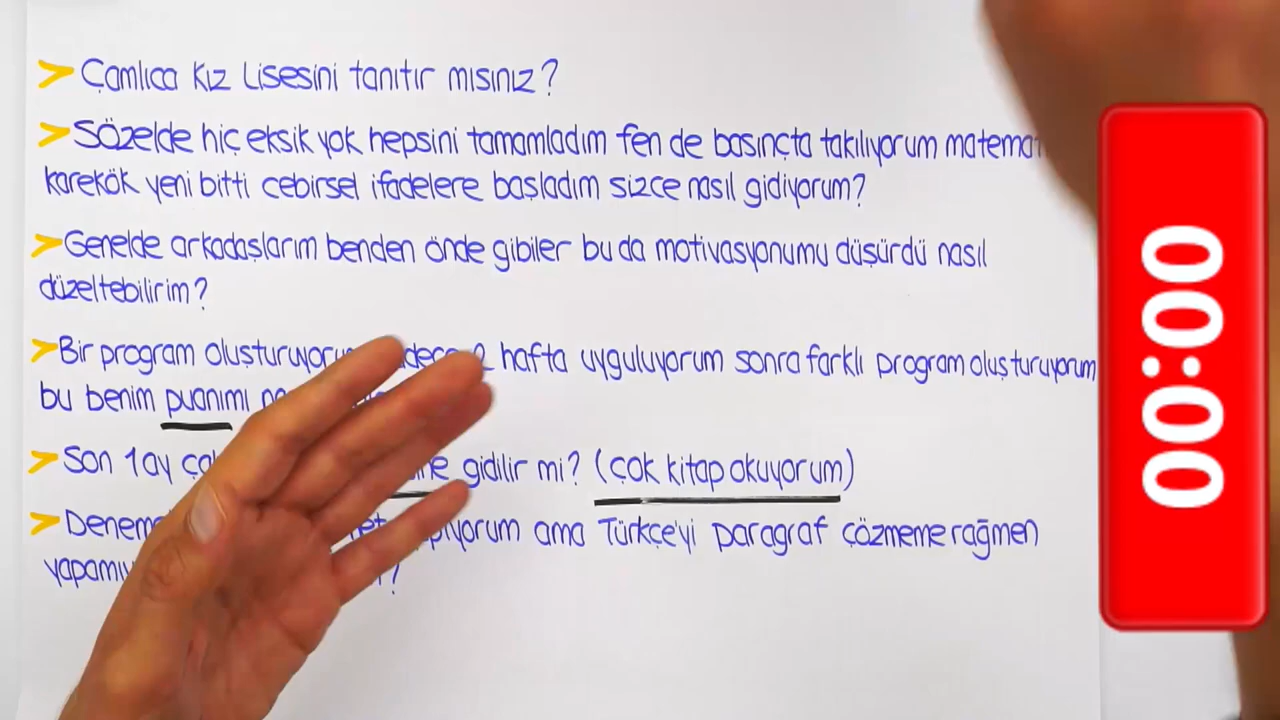 > Çamlıca Kız Lisesini tanıtır mısınız?
> Sözelde hiç eksik yok hepsini tamamladım fen de basınçta takılıyorum
karekök yeni bitti cebirsel ifadelere başladım sizce nasıl gidiyorum?
> Genelde arkadaşlarım benden önde gibiler bu da motivasyonumu düşürdü nasıl
düzeltebilirim?
> Bir program 2 hafta uyguluyorum sonra farklı program oluşturuyorum
bu benim puanımı
> Son 1 ay gidilir mi? (çok kitap okuyorum)
> ama Türkçe'yi paragraf çözmeme rağmen
00:00